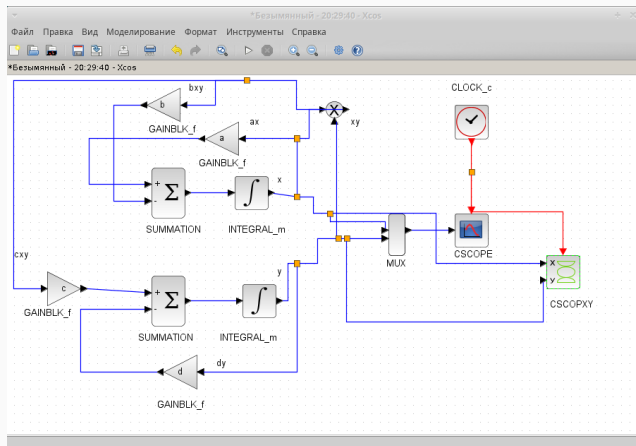 *Безымянный - 20:29:40 - Xcos
Файл Правка Вид Моделирование Формат Инструменты Справка
*Безымянный - 20:29:40 - Xcos
bxy
CLOCK_c
b
GAINBLK_f
ax
xy
a
GAINBLK_f
x
+
Σ
-
∫
SUMMATION
INTEGRAL_m
MUX
CSCOPE
cxy
y
x
y
c
GAINBLK_f
+
Σ
-
∫
CSCOPXY
SUMMATION
INTEGRAL_m
dy
d
GAINBLK_f